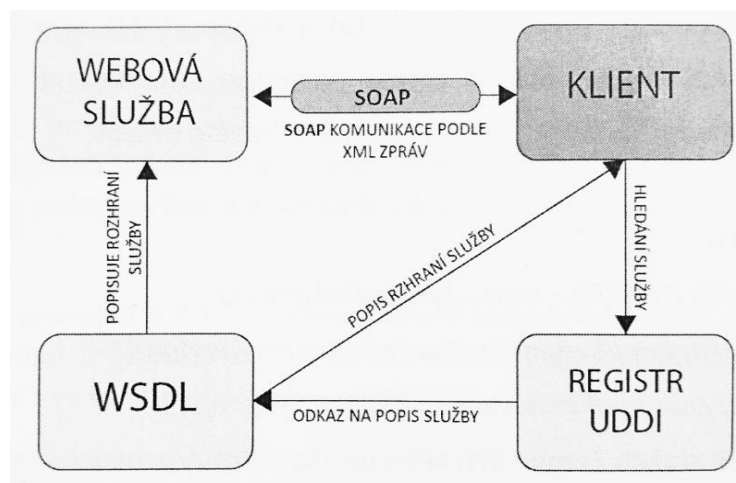 WEBOVÁ
SLUŽBA
SOAP
SOAP KOMUNIKACE PODLE
XML ZPRÁV
KLIENT
POPISUJE ROZHRANÍ
SLUŽBY
POPIS RZHRANÍ SLUŽBY
HLEDÁNÍ SLUŽBY
WSDL
ODKAZ NA POPIS SLUŽBY
REGISTR
UDDI